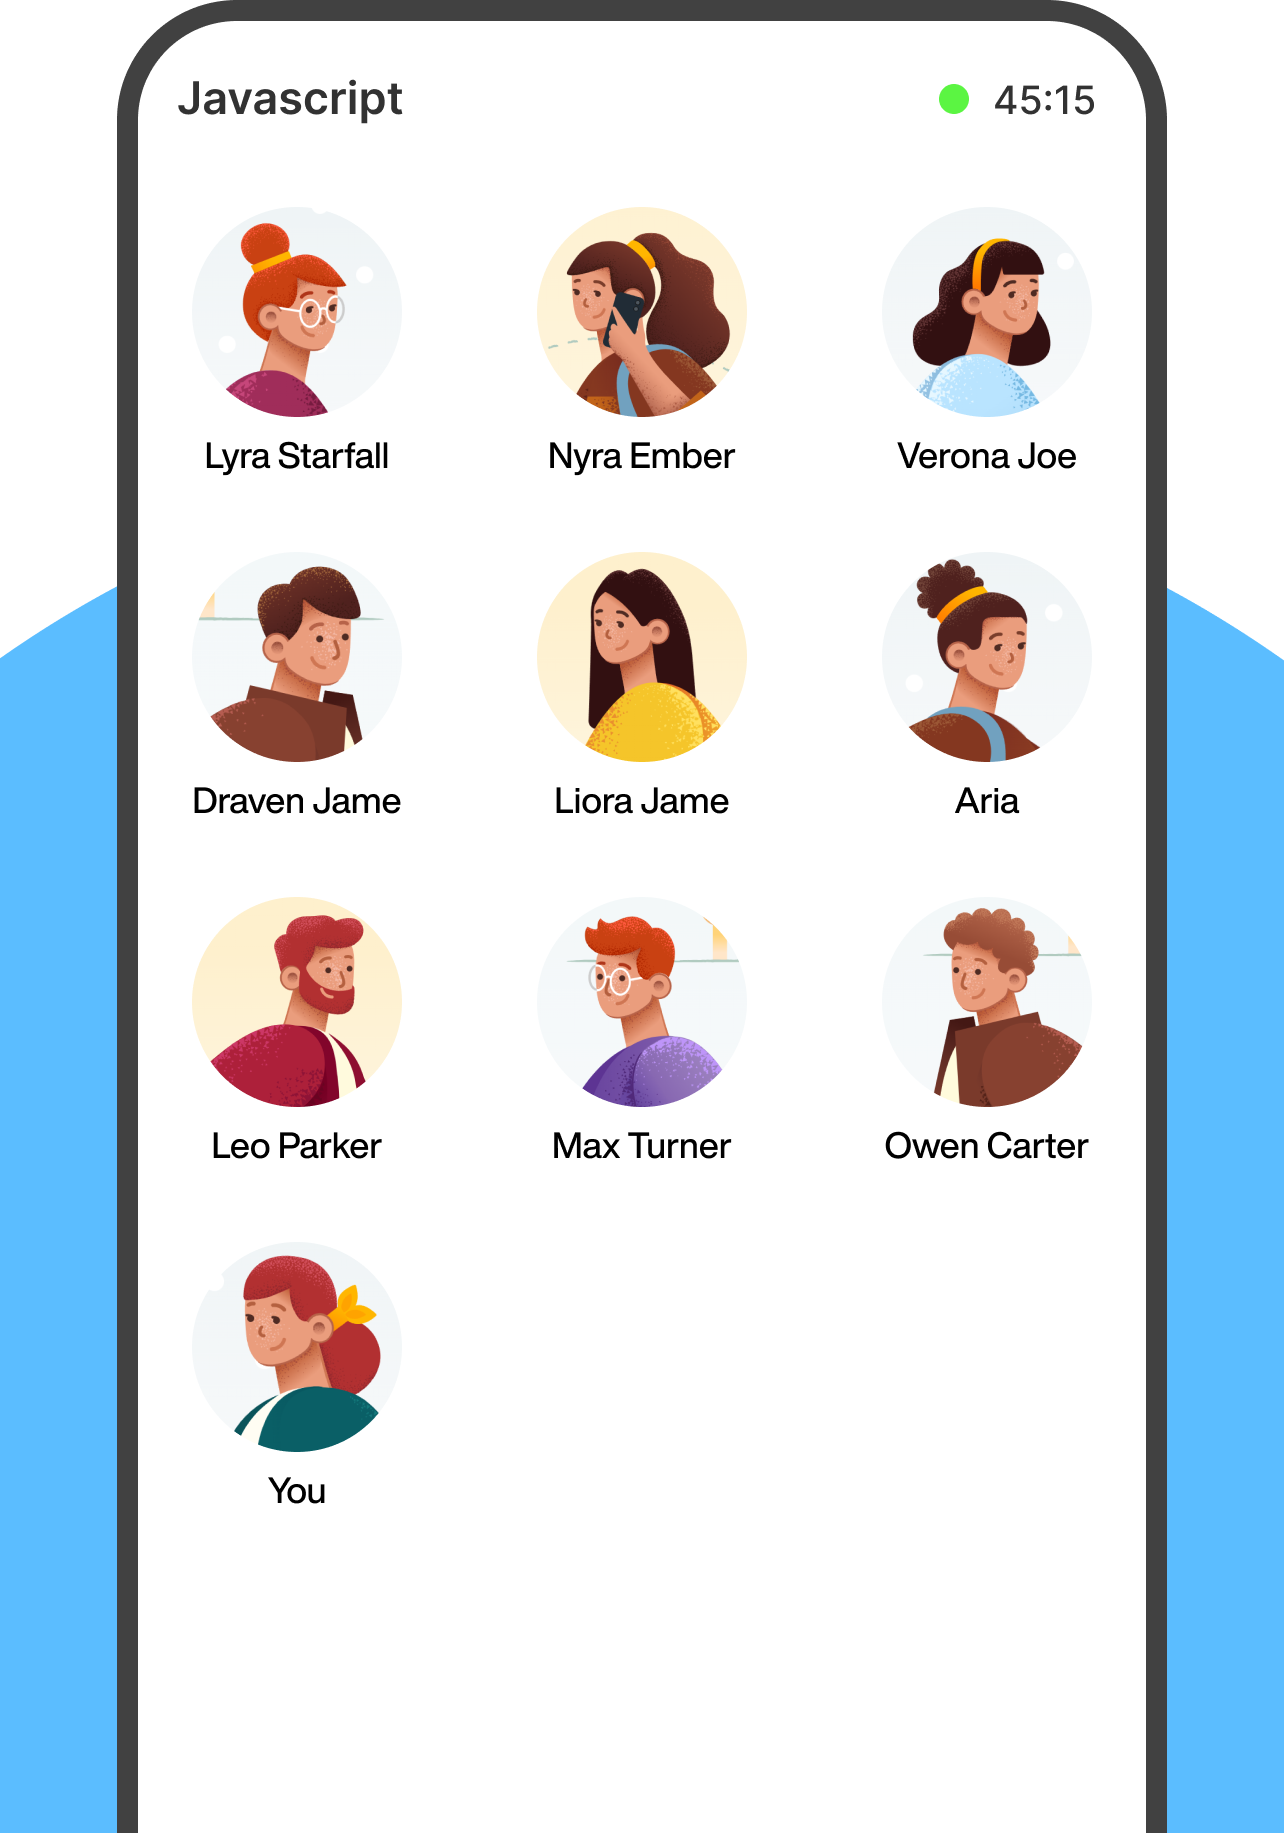 Javascript
45:15
Lyra Starfall
Nyra Ember
Verona Joe
Draven Jame
Liora Jame
Aria
Leo Parker
Max Turner
Owen Carter
You